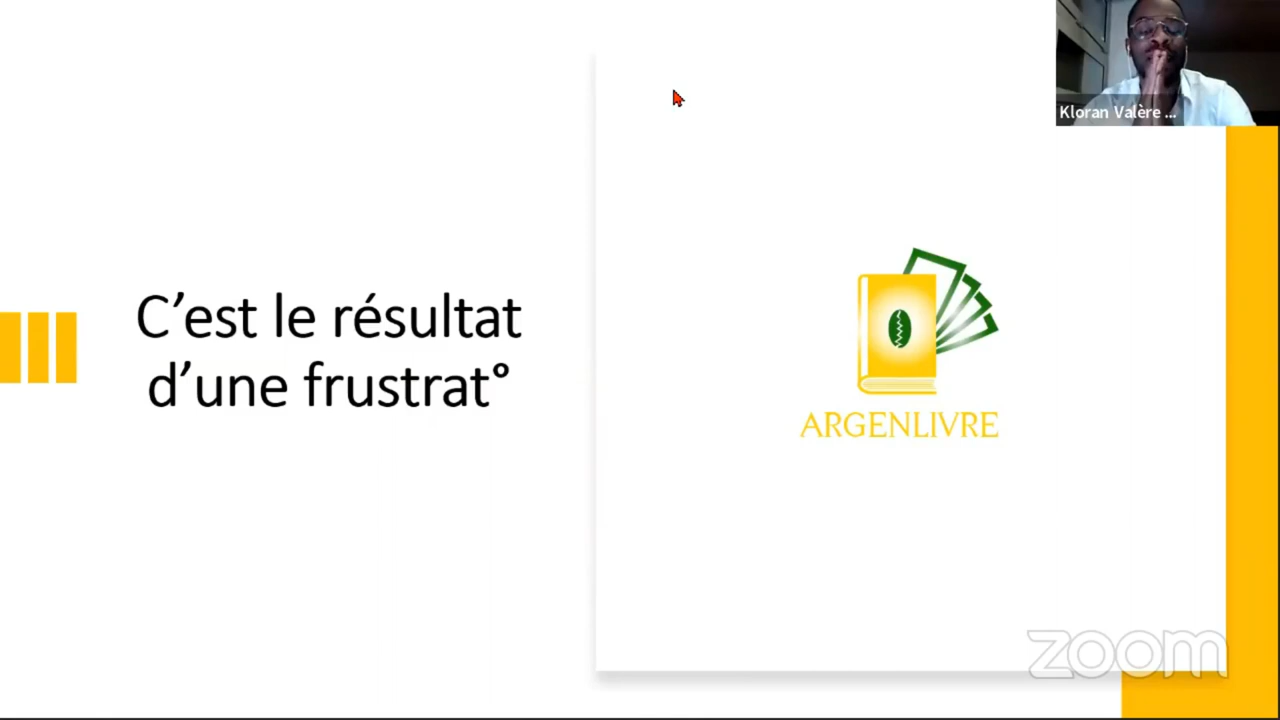 Kloran Valère ...
C’est le résultat
d’une frustrat°
ARGENLIVRE
zoom